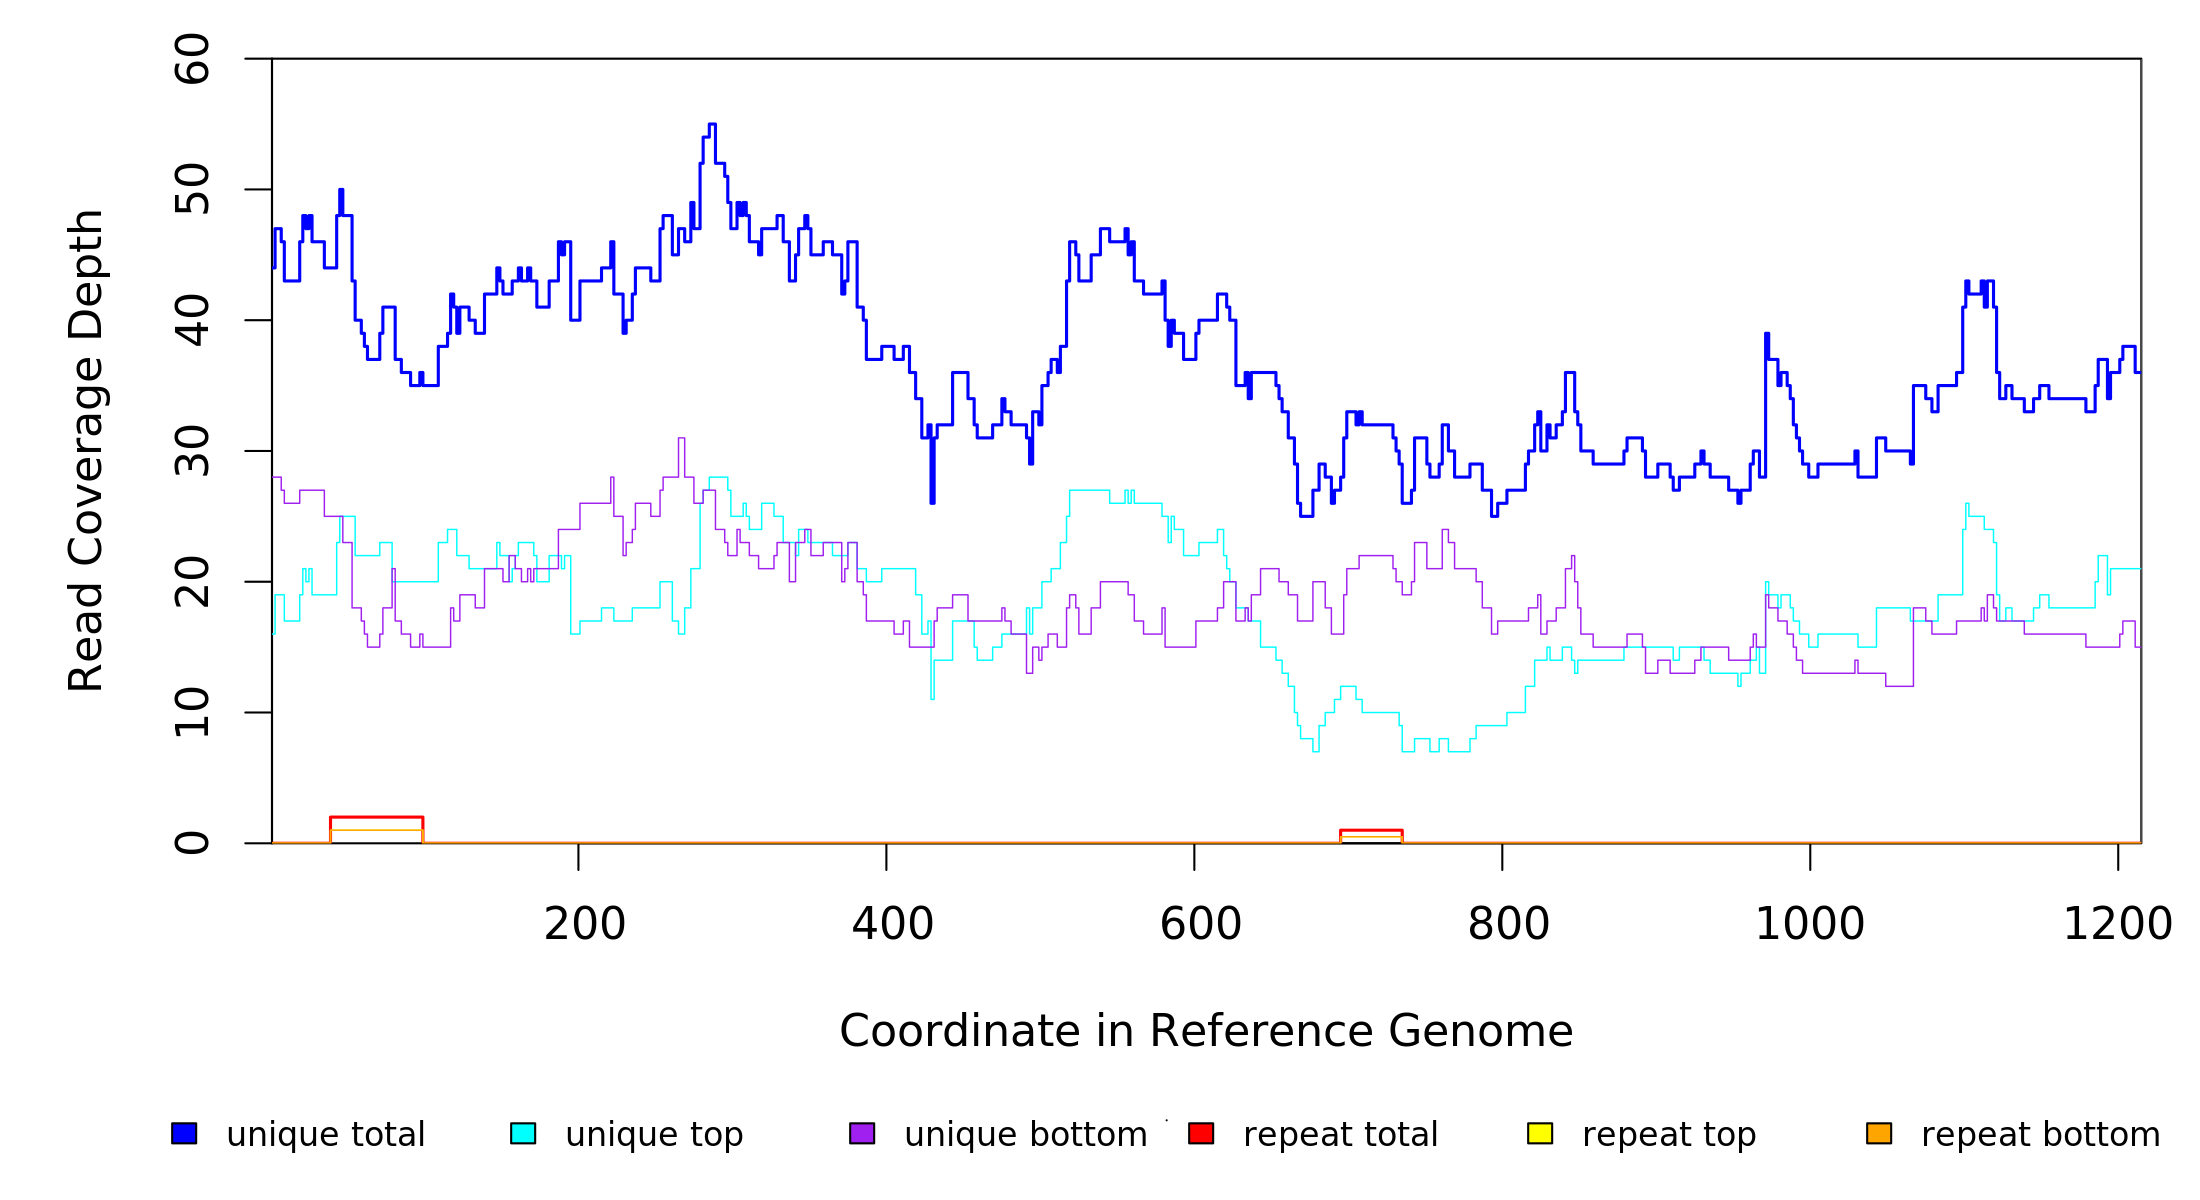 60
50
40
30
20
10
0
Read Coverage Depth
200 400 600 800 1000 1200
Coordinate in Reference Genome
unique total unique top unique bottom repeat total repeat top repeat bottom